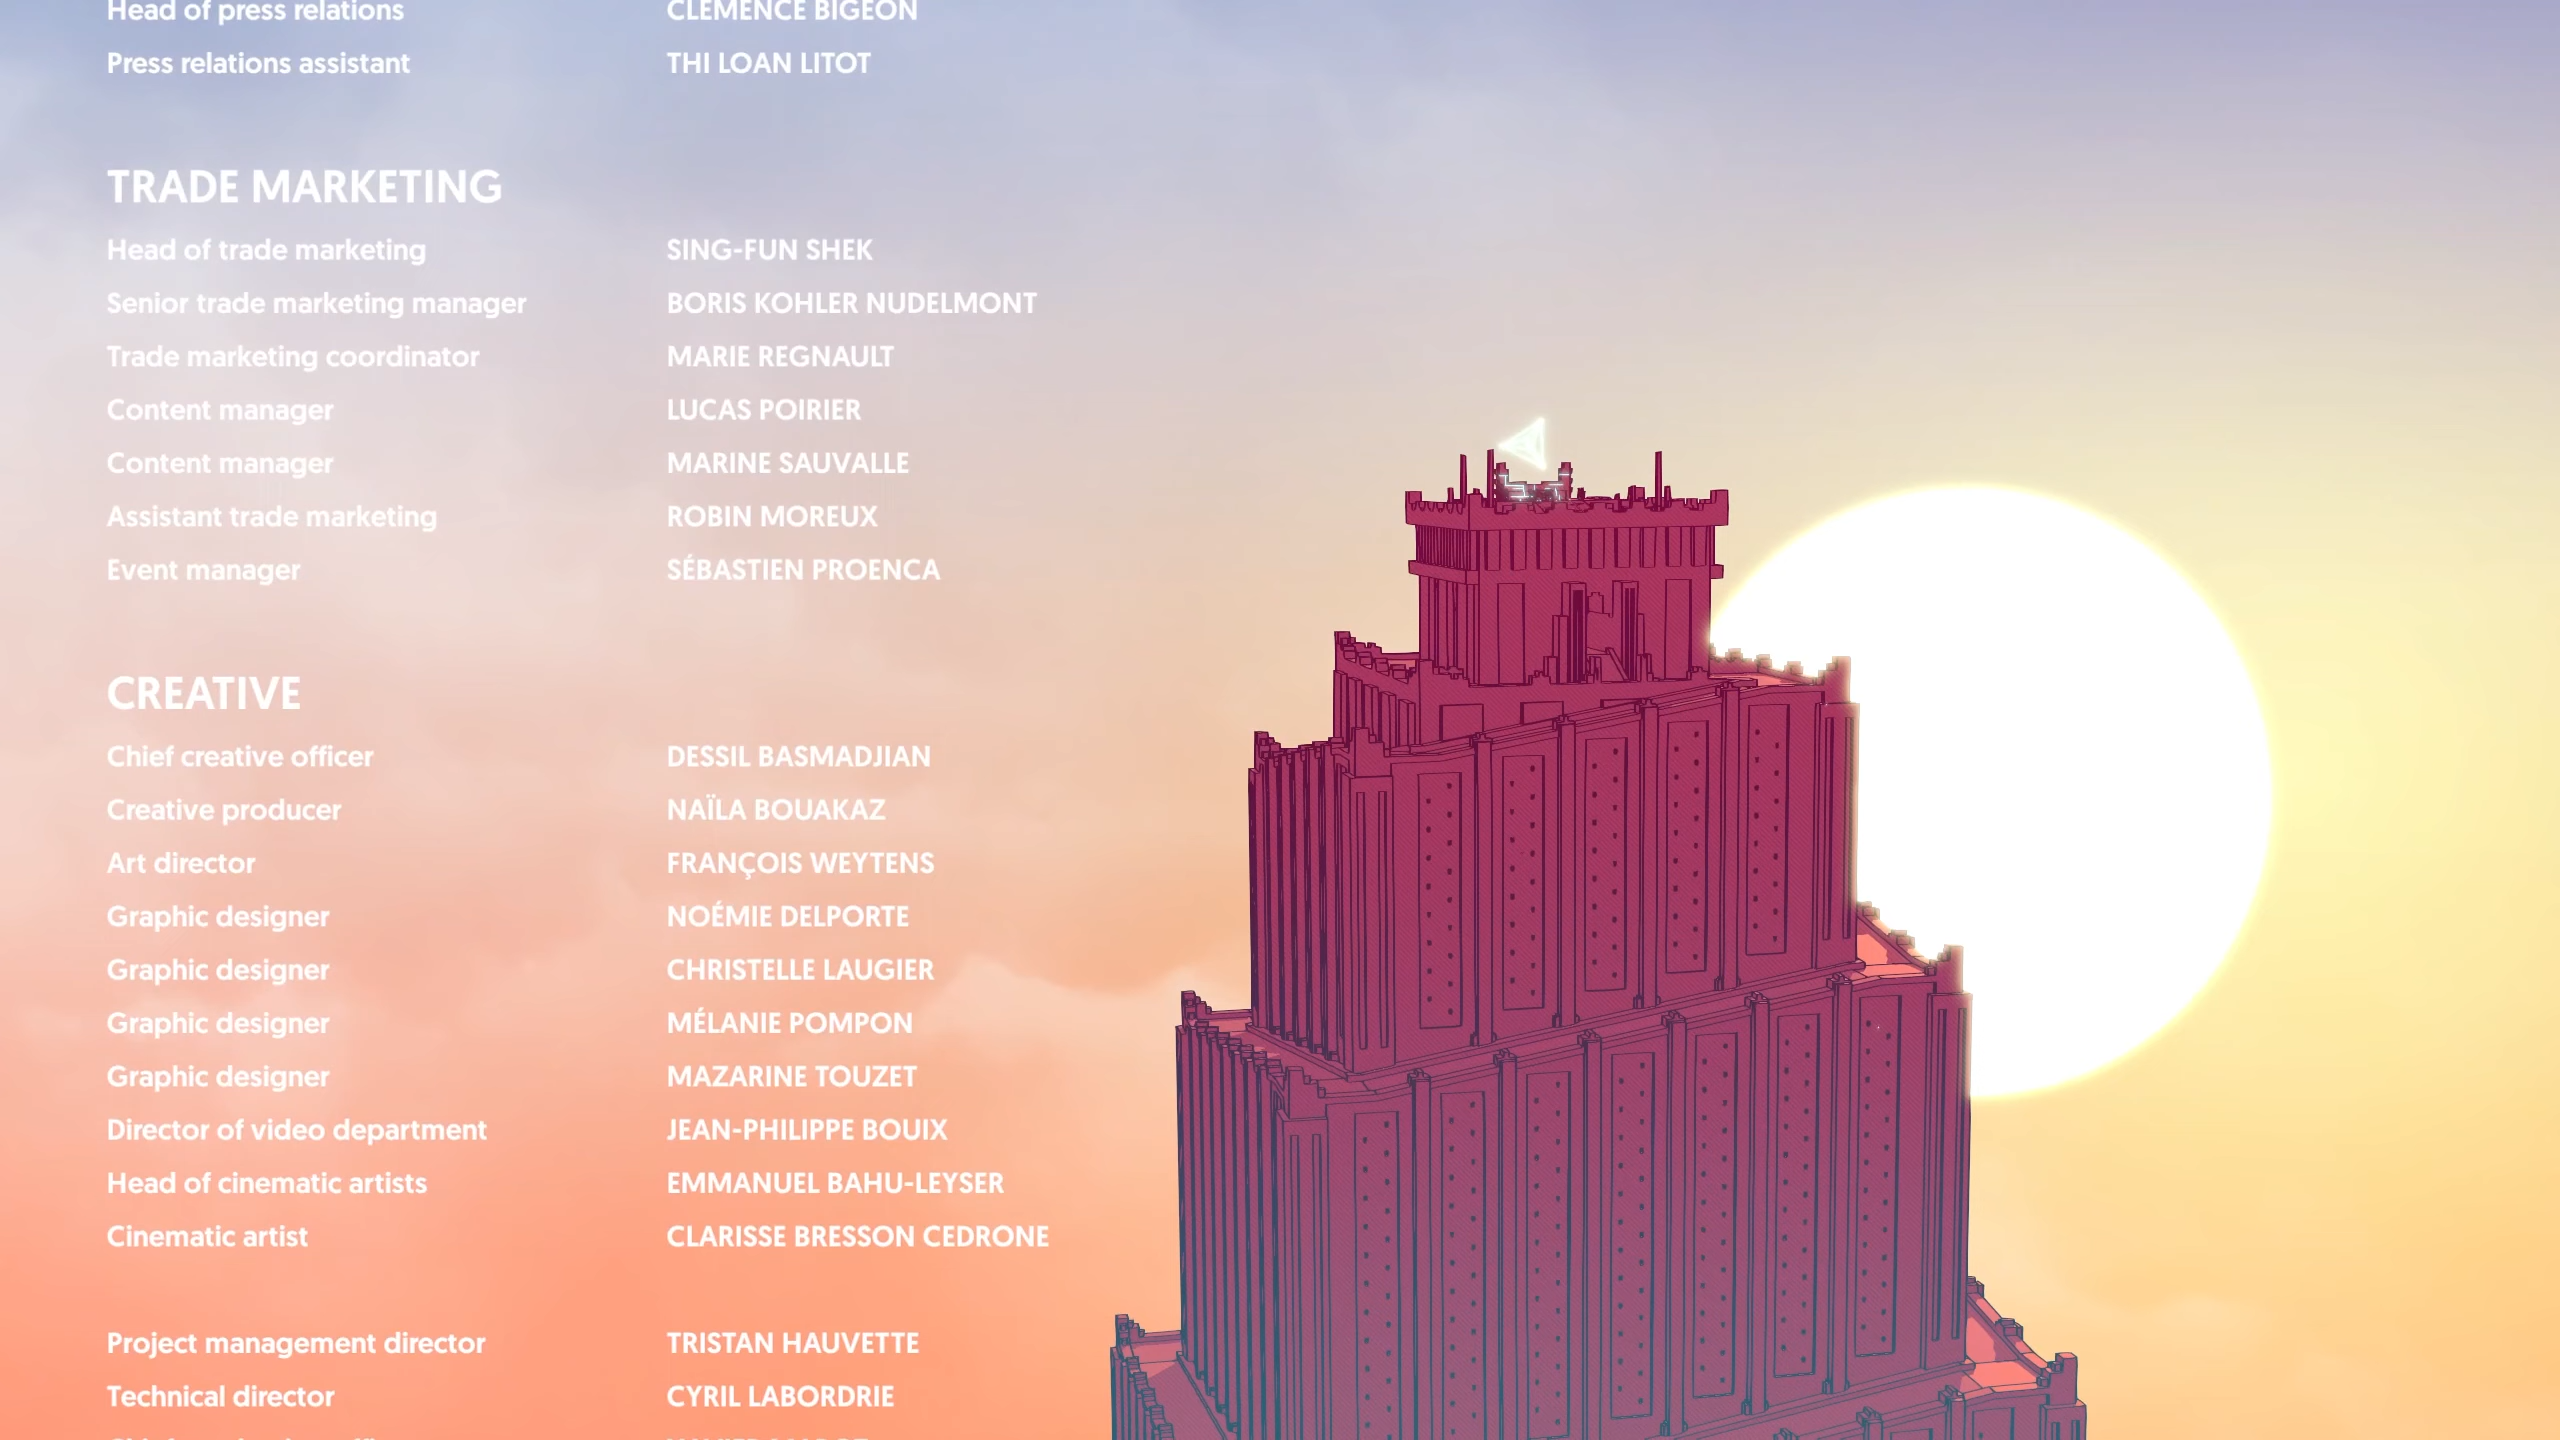 Head of press relations CLÉMENCE BIGEON
Press relations assistant THI LOAN LITOT
TRADE MARKETING
Head of trade marketing SING-FUN SHEK
Senior trade marketing manager BORIS KOHLER NUDELMONT
Trade marketing coordinator MARIE REGNAULT
Content manager LUCAS POIRIER
Content manager MARINE SAUVALLE
Assistant trade marketing ROBIN MOREUX
Event manager SÉBASTIEN PROENCA
CREATIVE
Chief creative officer DESSIL BASMADJIAN
Creative producer NAÏLA BOUAKAZ
Art director FRANÇOIS WEYTENS
Graphic designer NOÉMIE DELPORTE
Graphic designer CHRISTELLE LAUGIER
Graphic designer MÉLANIE POMPON
Graphic designer MAZARINE TOUZET
Director of video department JEAN-PHILIPPE BOUIX
Head of cinematic artists EMMANUEL BAHU-LEYSER
Cinematic artist CLARISSE BRESSON CEDRONE
Project management director TRISTAN HAUVETTE
Technical director CYRIL LABORDRIE